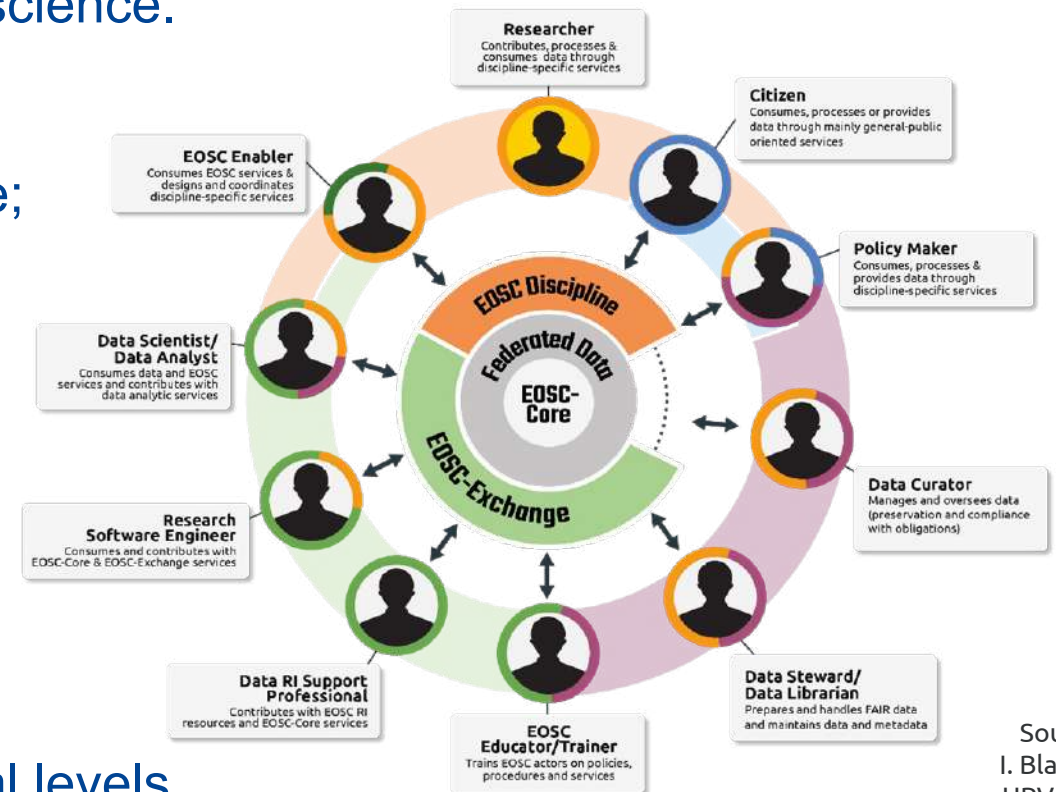 science.
e;
al levels
Researcher
Contributes, processes &
consumes data through
discipline-specific services
Citizen
Consumes, processes or provides
data through mainly general-public
oriented services
EOSC Enabler
Consumes EOSC services &
designs and coordinates
discipline-specific services
Policy Maker
Consumes, processes &
provides data through
discipline-specific services
EOSC Discipline
Federated Data
EOSC-
Core
EOSC-Exchange
Data Scientist/
Data Analyst
Consumes data and EOSC
services and contributes with
data analytic services
Data Curator
Manages and oversees data
(preservation and compliance
with obligations)
Research
Software Engineer
Consumes and contributes with
EOSC-Core & EOSC-Exchange services
Data RI Support
Professional
Contributes with EOSC RI
resources and EOSC-Core services
EOSC
Educator/Trainer
Trains EOSC actors on policies,
procedures and services
Data Steward/
Data Librarian
Prepares and handles FAIR data
and maintains data and metadata
Sou
I. Bla